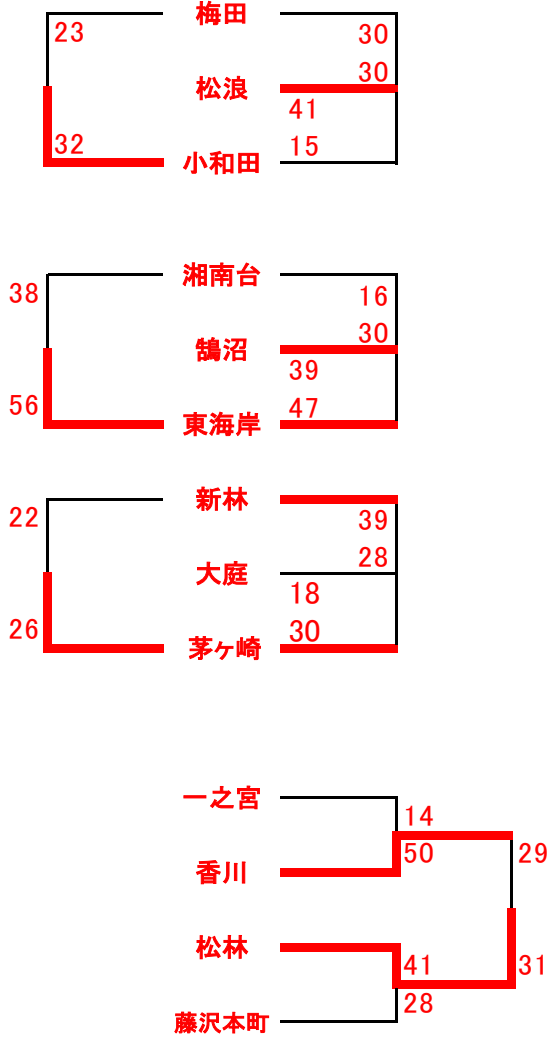 梅田
23
30
30
松浪
41
15
32
小和田
湘南台
38
16
30
鵠沼
39
47
56
東海岸
新林
22
39
28
大庭
18
30
26
茅ヶ崎
一之宮
14
50
29
香川
松林
41
31
28
藤沢本町